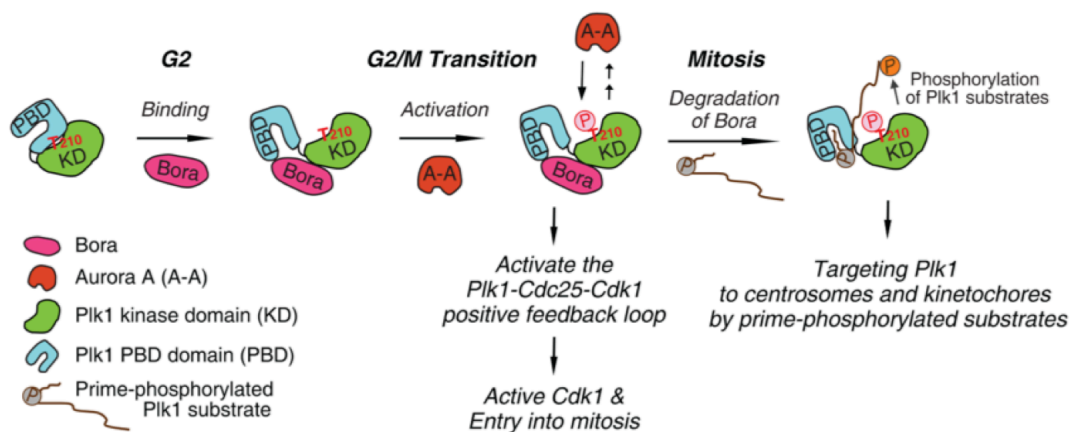 G2
G2/M Transition
Mitosis
Binding
Activation
Degradation
of Bora
PBD
T210
KD
Bora
PBD
T210
KD
Bora
A-A
A-A
P
T210
PBD
KD
Bora
P
P
Phosphorylation
of Plk1 substrates
P
T210
PBD
KD
P
Bora
Aurora A (A-A)
Plk1 kinase domain (KD)
Plk1 PBD domain (PBD)
P
Prime-phosphorylated
Plk1 substrate
Activate the
Plk1-Cdc25-Cdk1
positive feedback loop
Active Cdk1 &
Entry into mitosis
Targeting Plk1
to centrosomes and kinetochores
by prime-phosphorylated substrates